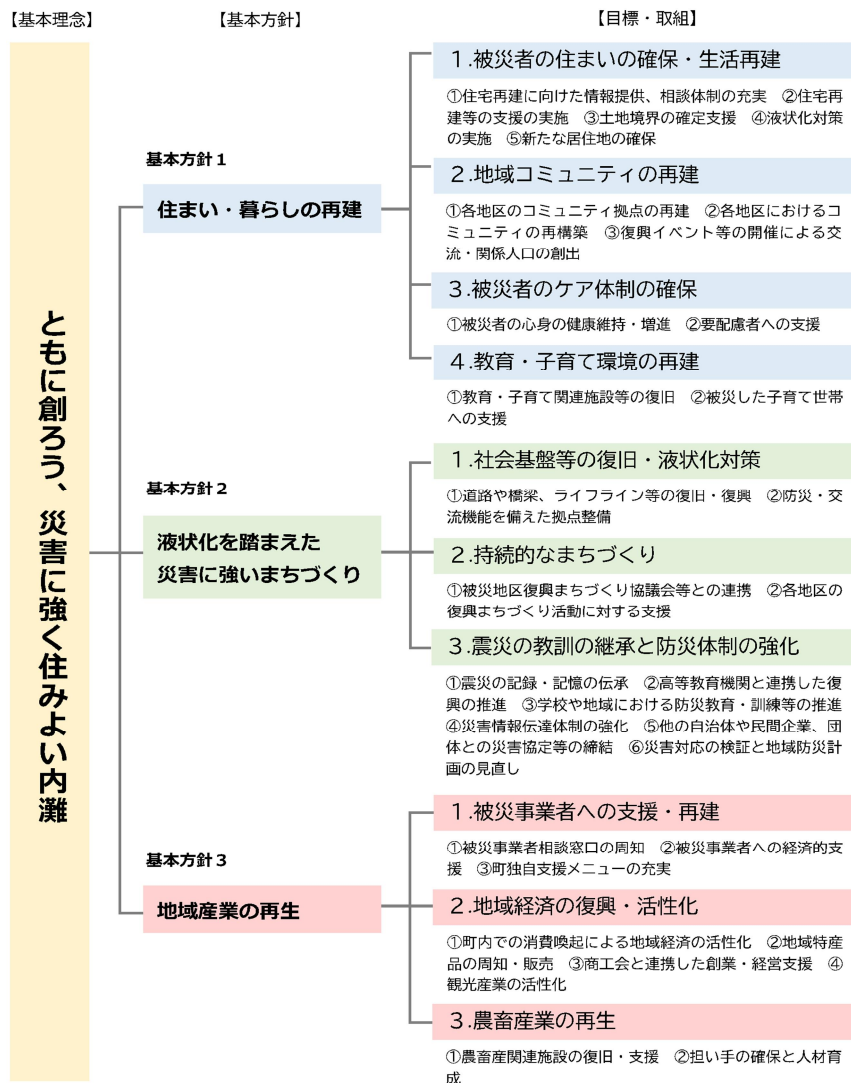 【基本理念】
【基本方針】
【目標・取組】
ともに創ろう、災害に強く住みよい内灘
基本方針１
住まい・暮らしの再建
１.被災者の住まいの確保・生活再建
①住宅再建に向けた情報提供、相談体制の充実　②住宅再
建等の支援の実施　③土地境界の確定支援　④液状化対策
の実施　⑤新たな居住地の確保
２.地域コミュニティの再建
①各地区のコミュニティ拠点の再建　②各地区におけるコ
ミュニティの再構築　③復興イベント等の開催による交
流・関係人口の創出
３.被災者のケア体制の確保
①被災者の心身の健康維持・増進　②要配慮者への支援
４.教育・子育て環境の再建
①教育・子育て関連施設等の復旧　②被災した子育て世帯
への支援
基本方針２
液状化を踏まえた
災害に強いまちづくり
１.社会基盤等の復旧・液状化対策
①道路や橋梁、ライフライン等の復旧・復興　②防災・交
流機能を備えた拠点整備
２.持続的なまちづくり
①被災地区復興まちづくり協議会等との連携　②各地区の
復興まちづくり活動に対する支援
３.震災の教訓の継承と防災体制の強化
①震災の記録・記憶の伝承　②高等教育機関と連携した復
興の推進　③学校や地域における防災教育・訓練等の推進
④災害情報伝達体制の強化　⑤他の自治体や民間企業、団
体との災害協定等の締結　⑥災害対応の検証と地域防災計
画の見直し
基本方針３
地域産業の再生
１.被災事業者への支援・再建
①被災事業者相談窓口の周知　②被災事業者への経済的支
援　③町独自支援メニューの充実
２.地域経済の復興・活性化
①町内での消費喚起による地域経済の活性化　②地域特産
品の周知・販売　③商工会と連携した創業・経営支援　④
観光産業の活性化
３.農畜産業の再生
①農畜産関連施設の復旧・支援　②担い手の確保と人材育
成